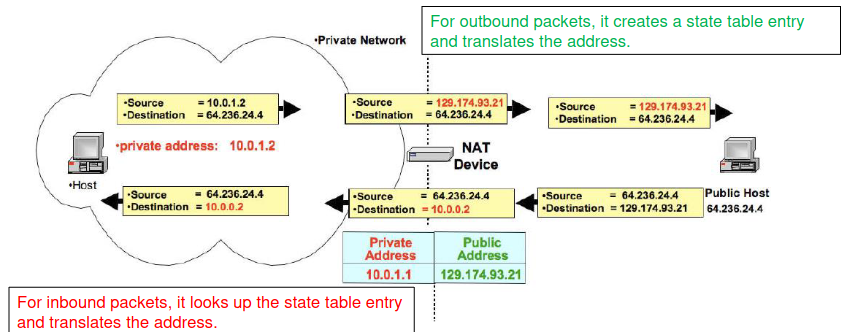 For outbound packets, it creates a state table entry
and translates the address.
•Private Network
•Source = 10.0.1.2
•Destination = 64.236.24.4
•Source = 129.174.93.21
•Destination = 64.236.24.4
•Source = 129.174.93.21
•Destination = 64.236.24.4
•private address: 10.0.1.2
NAT
Device
•Host
•Source = 64.236.24.4
•Destination = 10.0.0.2
•Source = 64.236.24.4
•Destination = 10.0.0.2
•Source = 64.236.24.4
•Destination = 129.174.93.21
Public Host
64.236.24.4
Private
Address
Public
Address
10.0.1.1
129.174.93.21
For inbound packets, it looks up the state table entry
and translates the address.